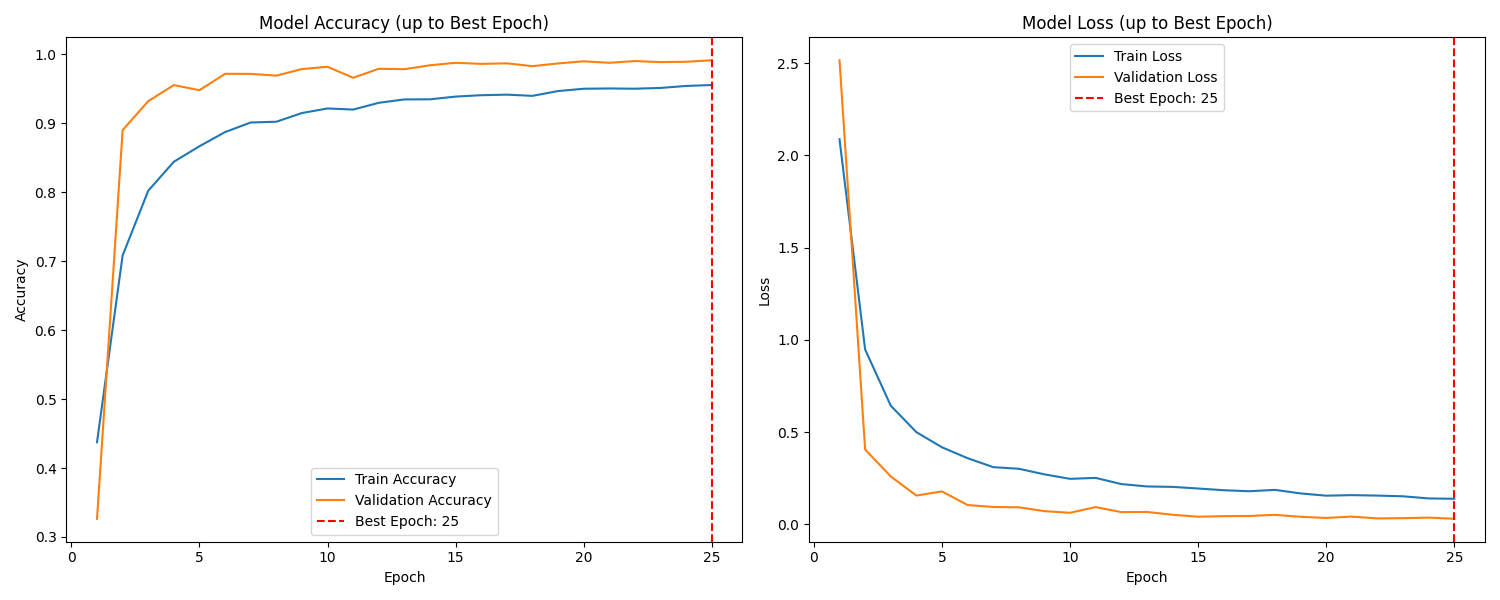 Model Accuracy (up to Best Epoch)
1.0
0.9
0.8
0.7
0.6
0.5
0.4
0.3
Accuracy
Train Accuracy
Validation Accuracy
Best Epoch: 25
0
5
10
15
20
25
Epoch
Model Loss (up to Best Epoch)
2.5
2.0
1.5
1.0
0.5
0.0
Loss
Train Loss
Validation Loss
Best Epoch: 25
0
5
10
15
20
25
Epoch